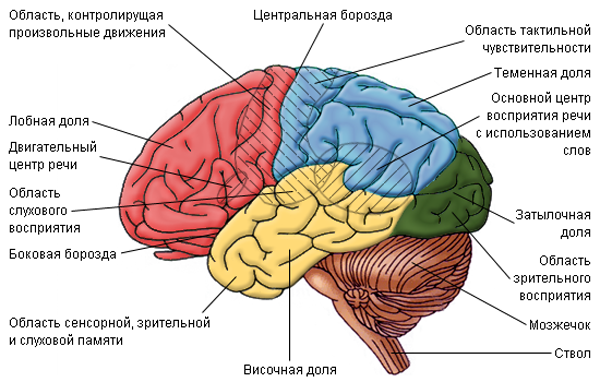 Область, контролирущая
произвольные движения
Центральная борозда
Область тактильной
чувствительности
Теменная доля
Основной центр
восприятия речи
с использованием
слов
Лобная доля
Двигательный
центр речи
Область
слухового
восприятия
Боковая борозда
Затылочная
доля
Область
зрительного
восприятия
Область сенсорной, зрительной
и слуховой памяти
Мозжечок
Ствол
Височная доля